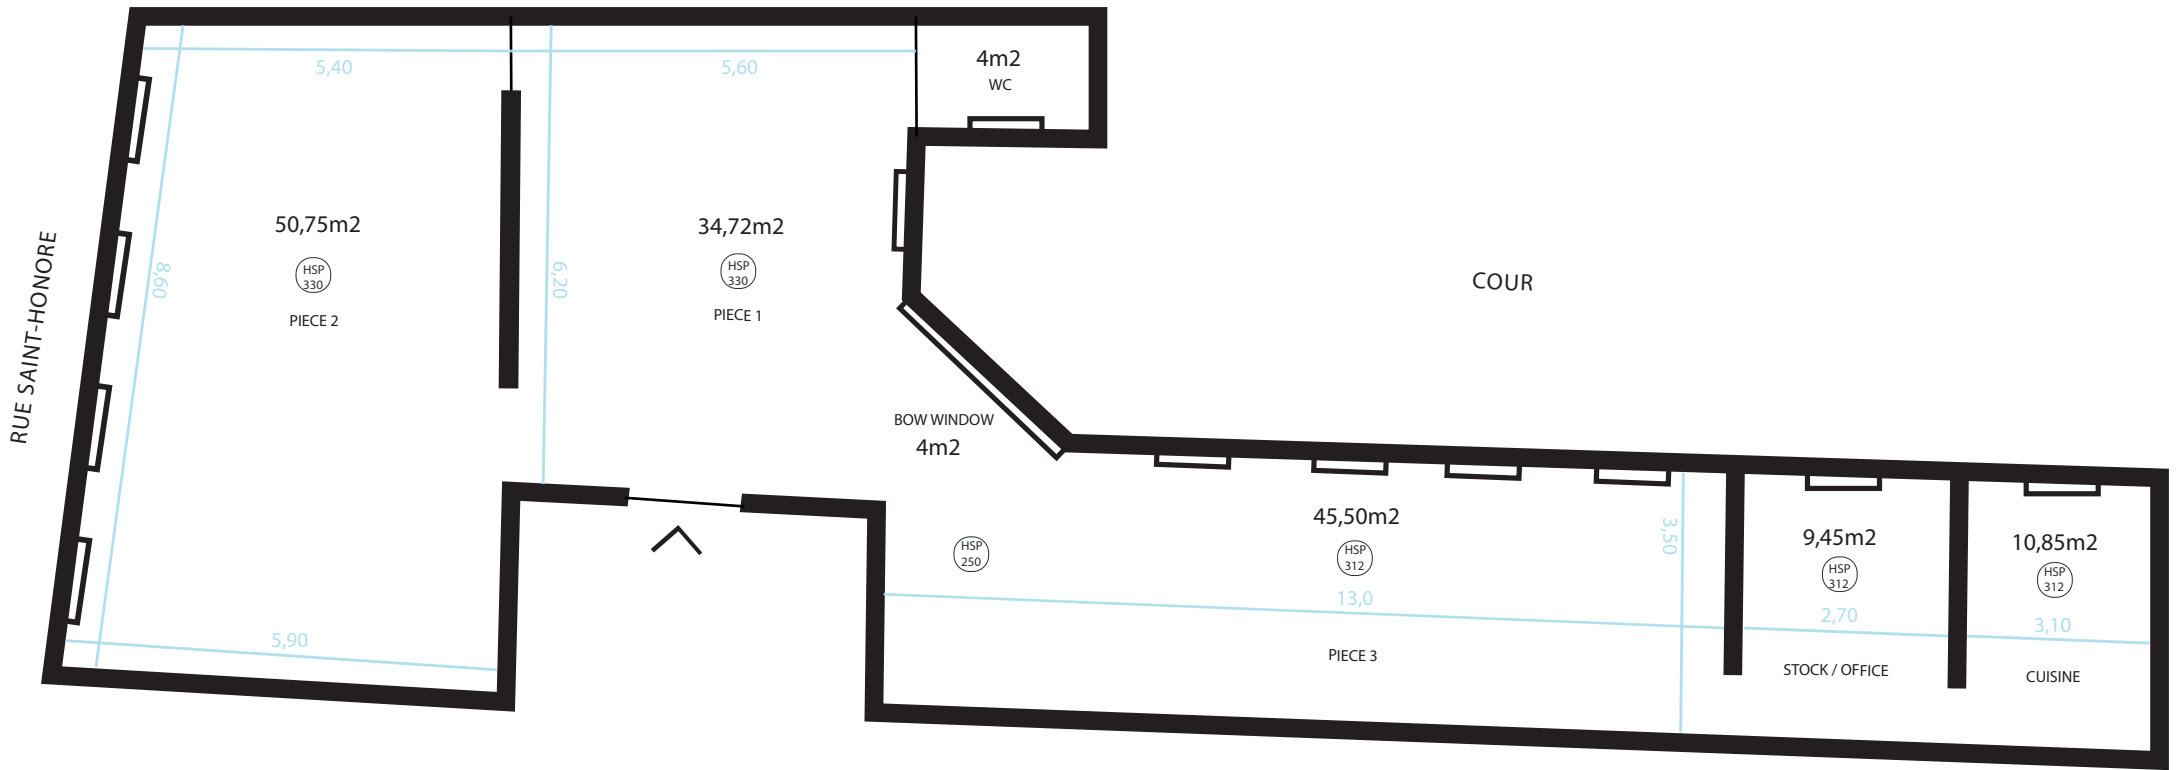 5,40
5,60
4m2
WC
RUE SAINT-HONORE
8,60
50,75m2
HSP
330
PIECE 2
6,20
34,72m2
HSP
330
PIECE 1
COUR
BOW WINDOW
4m2
5,90
HSP
250
45,50m2
HSP
312
13,0
PIECE 3
3,50
9,45m2
HSP
312
2,70
STOCK / OFFICE
10,85m2
HSP
312
3,10
CUISINE